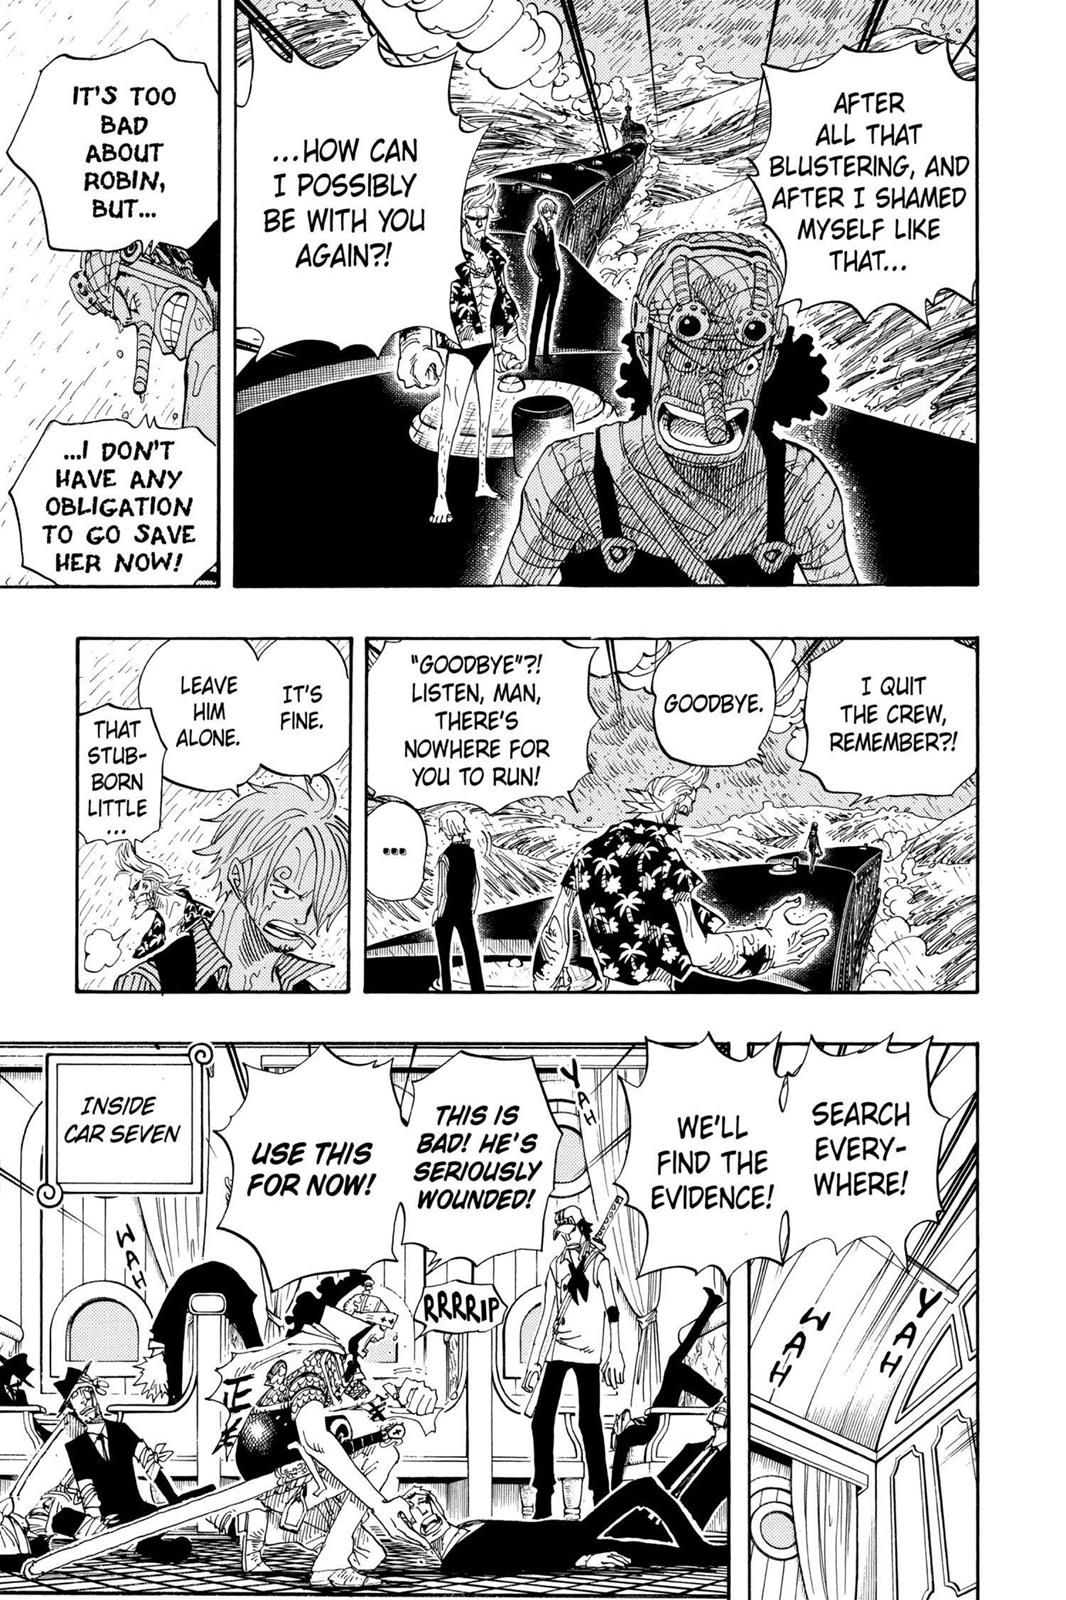 AFTER
ALL THAT
BLUSTERING, AND
AFTER I SHAMED
MYSELF LIKE
THAT...
...HOW CAN
I POSSIBLY
BE WITH YOU
AGAIN?!
IT'S TOO
BAD
ABOUT
ROBIN,
BUT...
...I DON'T
HAVE ANY
OBLIGATION
TO GO SAVE
HER NOW!
I QUIT
THE CREW,
REMEMBER?!
GOODBYE.
"GOODBYE"?!
LISTEN, MAN,
THERE'S
NOWHERE FOR
YOU TO RUN!
...
IT'S
FINE.
LEAVE
HIM
ALONE.
THAT
STUB-
BORN
LITTLE
...
SEARCH
EVERY-
WHERE!
WE'LL
FIND THE
EVIDENCE!
YAH
WAH
YAH
THIS IS
BAD! HE'S
SERIOUSLY
WOUNDED!
USE THIS
FOR NOW!
RRRRIP
WAH
INSIDE
CAR SEVEN